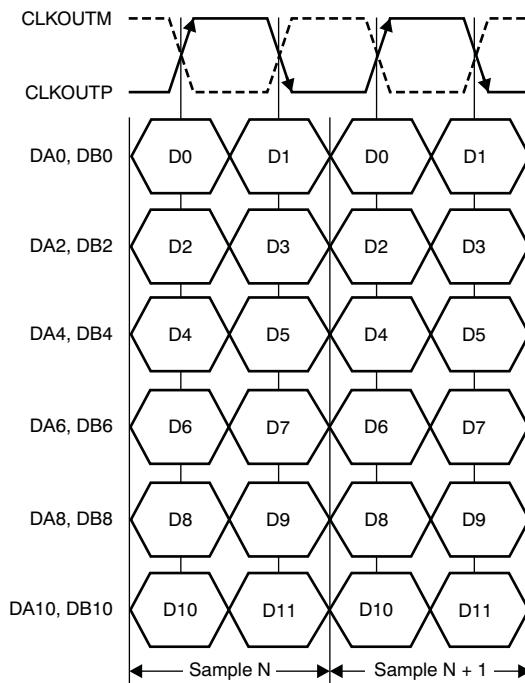 CLKOUTM
CLKOUTP
DA0, DB0 D0 D1 D0 D1
DA2, DB2 D2 D3 D2 D3
DA4, DB4 D4 D5 D4 D5
DA6, DB6 D6 D7 D6 D7
DA8, DB8 D8 D9 D8 D9
DA10, DB10 D10 D11 D10 D11
Sample N Sample N + 1